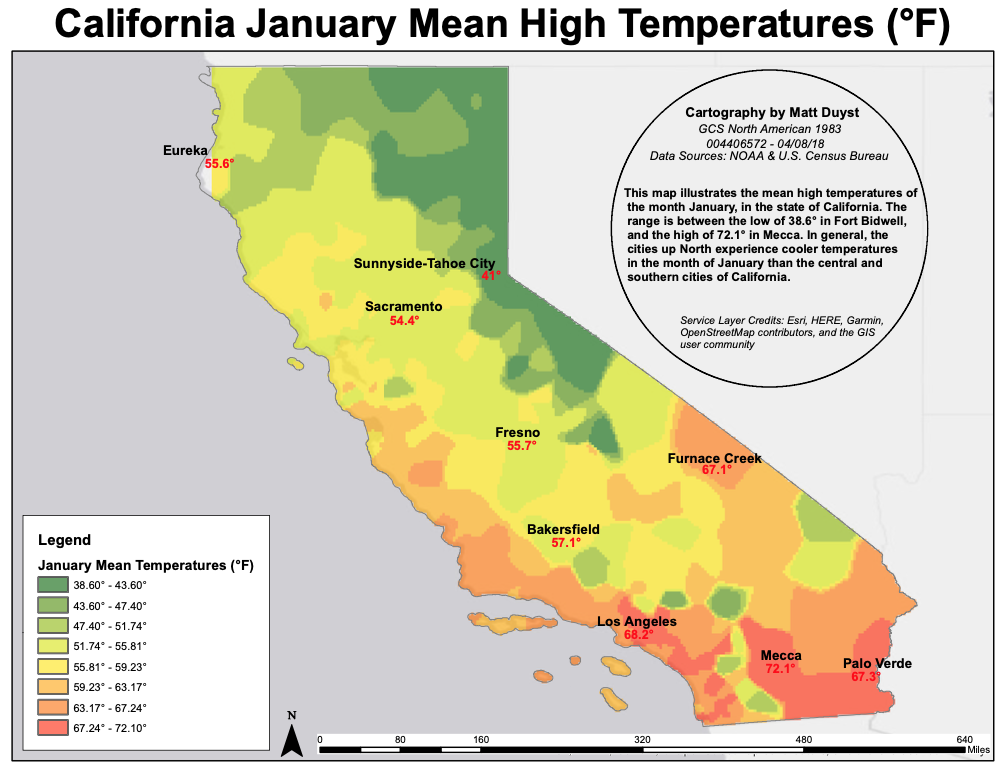 California January Mean High Temperatures (°F)
Cartography by Matt Duyst
GCS North American 1983
004406572 - 04/08/18
Data Sources: NOAA & U.S. Census Bureau
This map illustrates the mean high temperatures of
the month January, in the state of California. The
range is between the low of 38.6° in Fort Bidwell,
and the high of 72.1° in Mecca. In general, the
cities up North experience cooler temperatures
in the month of January than the central and
southern cities of California.
Service Layer Credits: Esri, HERE, Garmin,
OpenStreetMap contributors, and the GIS
user community
Eureka
55.6°
Sunnyside-Tahoe City
41°
Sacramento
54.4°
Fresno
55.7°
Furnace Creek
67.1°
Bakersfield
57.1°
Los Angeles
68.2°
Mecca
72.1°
Palo Verde
67.3°
Legend
January Mean Temperatures (°F)
38.60° - 43.60°
43.60° - 47.40°
47.40° - 51.74°
51.74° - 55.81°
55.81° - 59.23°
59.23° - 63.17°
63.17° - 67.24°
67.24° - 72.10°
N
0 80 160 320 480 640
Miles